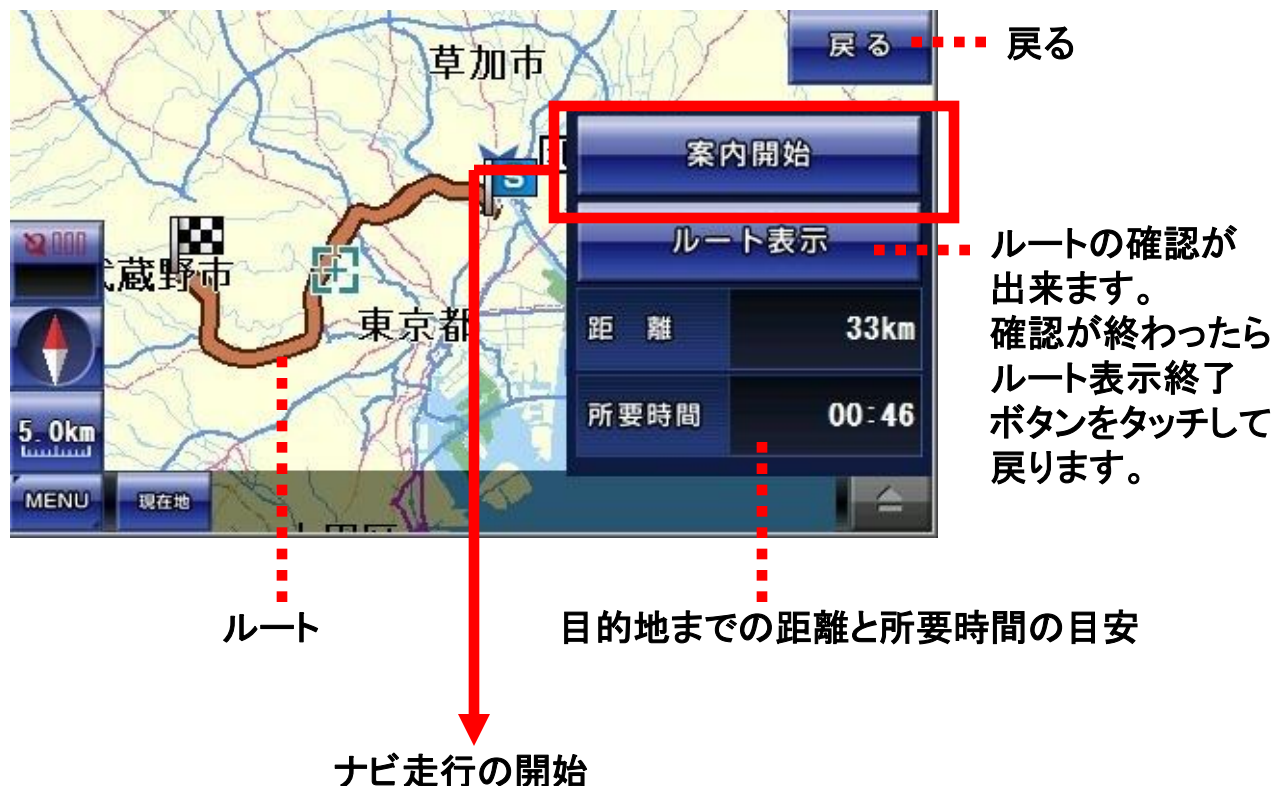 草加市
戻る
戻る
案内開始
S
ルート表示
ルートの確認が
出来ます。
確認が終わったら
ルート表示終了
ボタンをタッチして
戻ります。
蔵野市
東京都
距 離
33km
所要時間
00:46
5.0km
MENU
現在地
ルート
目的地までの距離と所要時間の目安
ナビ走行の開始